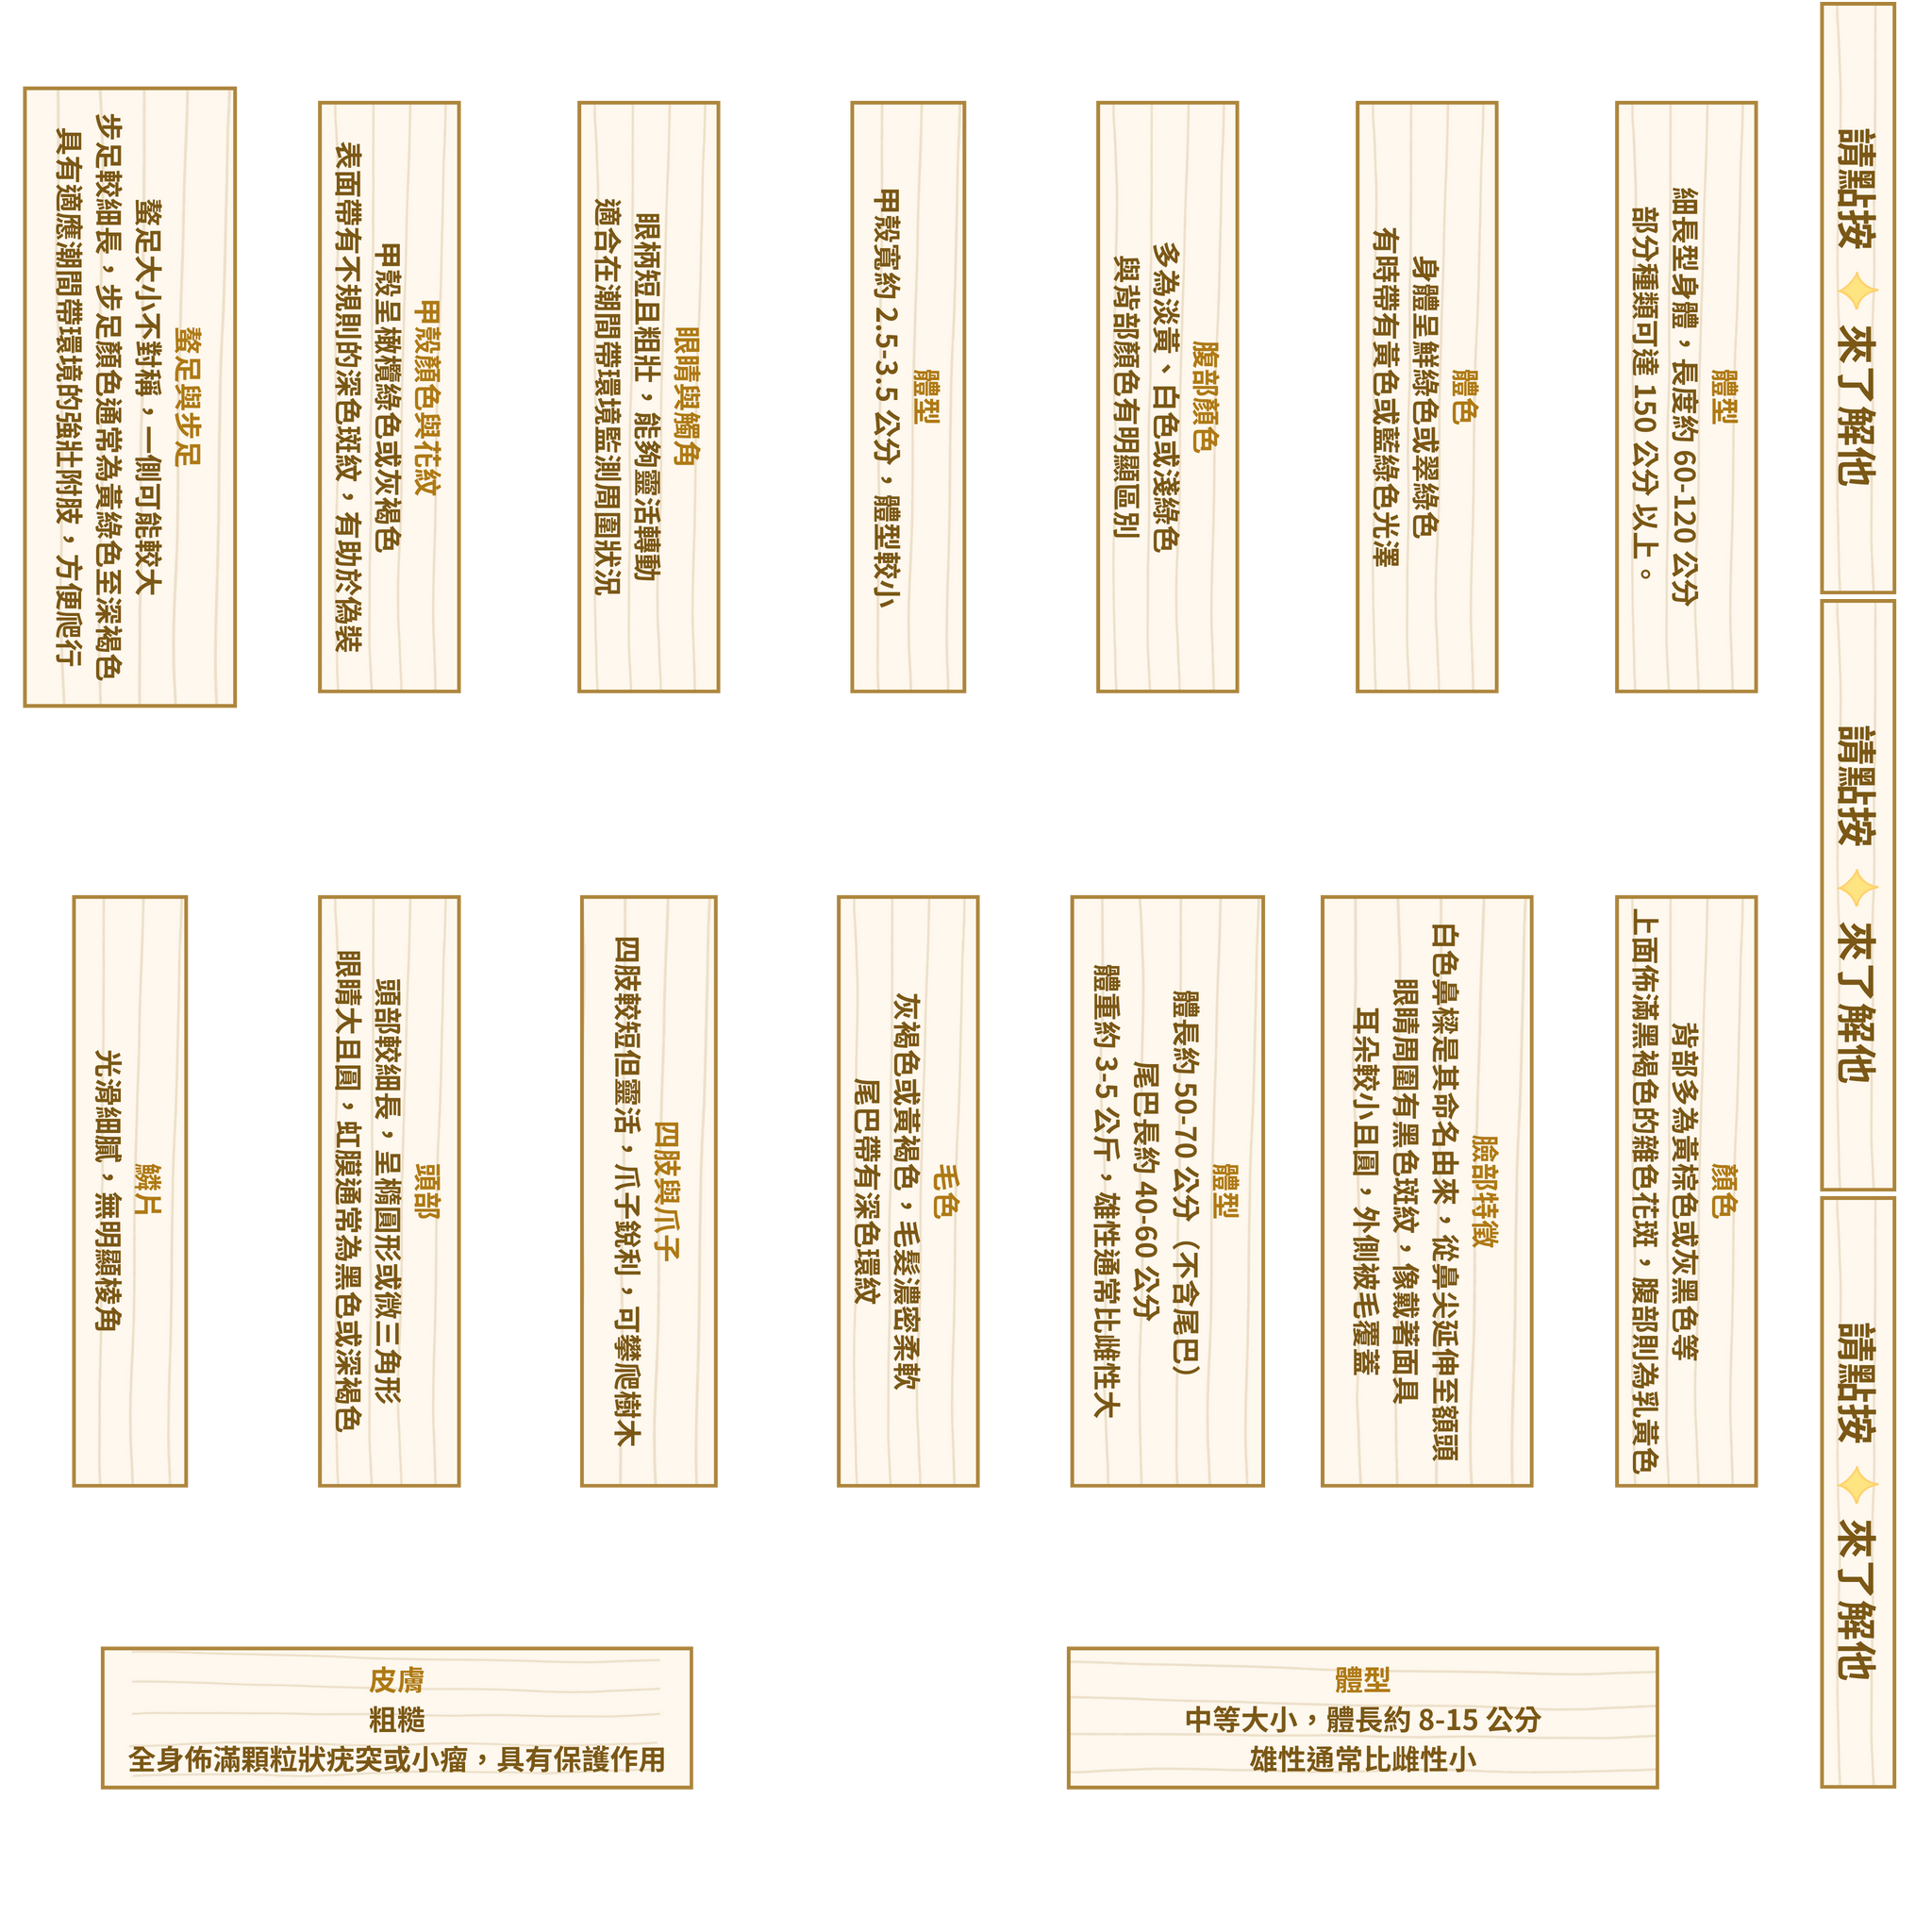 請點按 ✦ 來了解他
請點按 ✦ 來了解他
請點按 ✦ 來了解他
體型
細長型身體，長度約 60-120 公分
部分種類可達 150 公分 以上。
體色
身體呈鮮綠色或翠綠色
有時帶有黃色或藍綠色光澤
腹部顏色
多為淡黃、白色或淺綠色
與背部顏色有明顯區別
體型
甲殼寬約 2.5-3.5 公分，體型較小
眼睛與觸角
眼柄短且粗壯，能夠靈活轉動
適合在潮間帶環境監測周圍狀況
甲殼顏色與花紋
甲殼呈橄欖綠色或灰褐色
表面帶有不規則的深色斑紋，有助於偽裝
螯足與步足
螯足大小不對稱，一側可能較大
步足較細長，步足顏色通常為黃綠色至深褐色
具有適應潮間帶環境的強壯附肢，方便爬行
顏色
背部多為黃棕色或灰黑色等
上面佈滿黑褐色的雜色花斑，腹部則為乳黃色
臉部特徵
白色鼻樑是其命名由來，從鼻尖延伸至額頭
眼睛周圍有黑色斑紋，像戴著面具
耳朵較小且圓，外側被毛覆蓋
體型
體長約 50-70 公分（不含尾巴）
尾巴長約 40-60 公分
體重約 3-5 公斤，雄性通常比雌性大
毛色
灰褐色或黃褐色，毛髮濃密柔軟
尾巴帶有深色環紋
四肢與爪子
四肢較短但靈活，爪子銳利，可攀爬樹木
頭部
頭部較細長，呈橢圓形或微三角形
眼睛大且圓，虹膜通常為黑色或深褐色
鱗片
光滑細膩，無明顯棱角
皮膚
粗糙
全身佈滿顆粒狀疣突或小瘤，具有保護作用
體型
中等大小，體長約 8-15 公分
雄性通常比雌性小